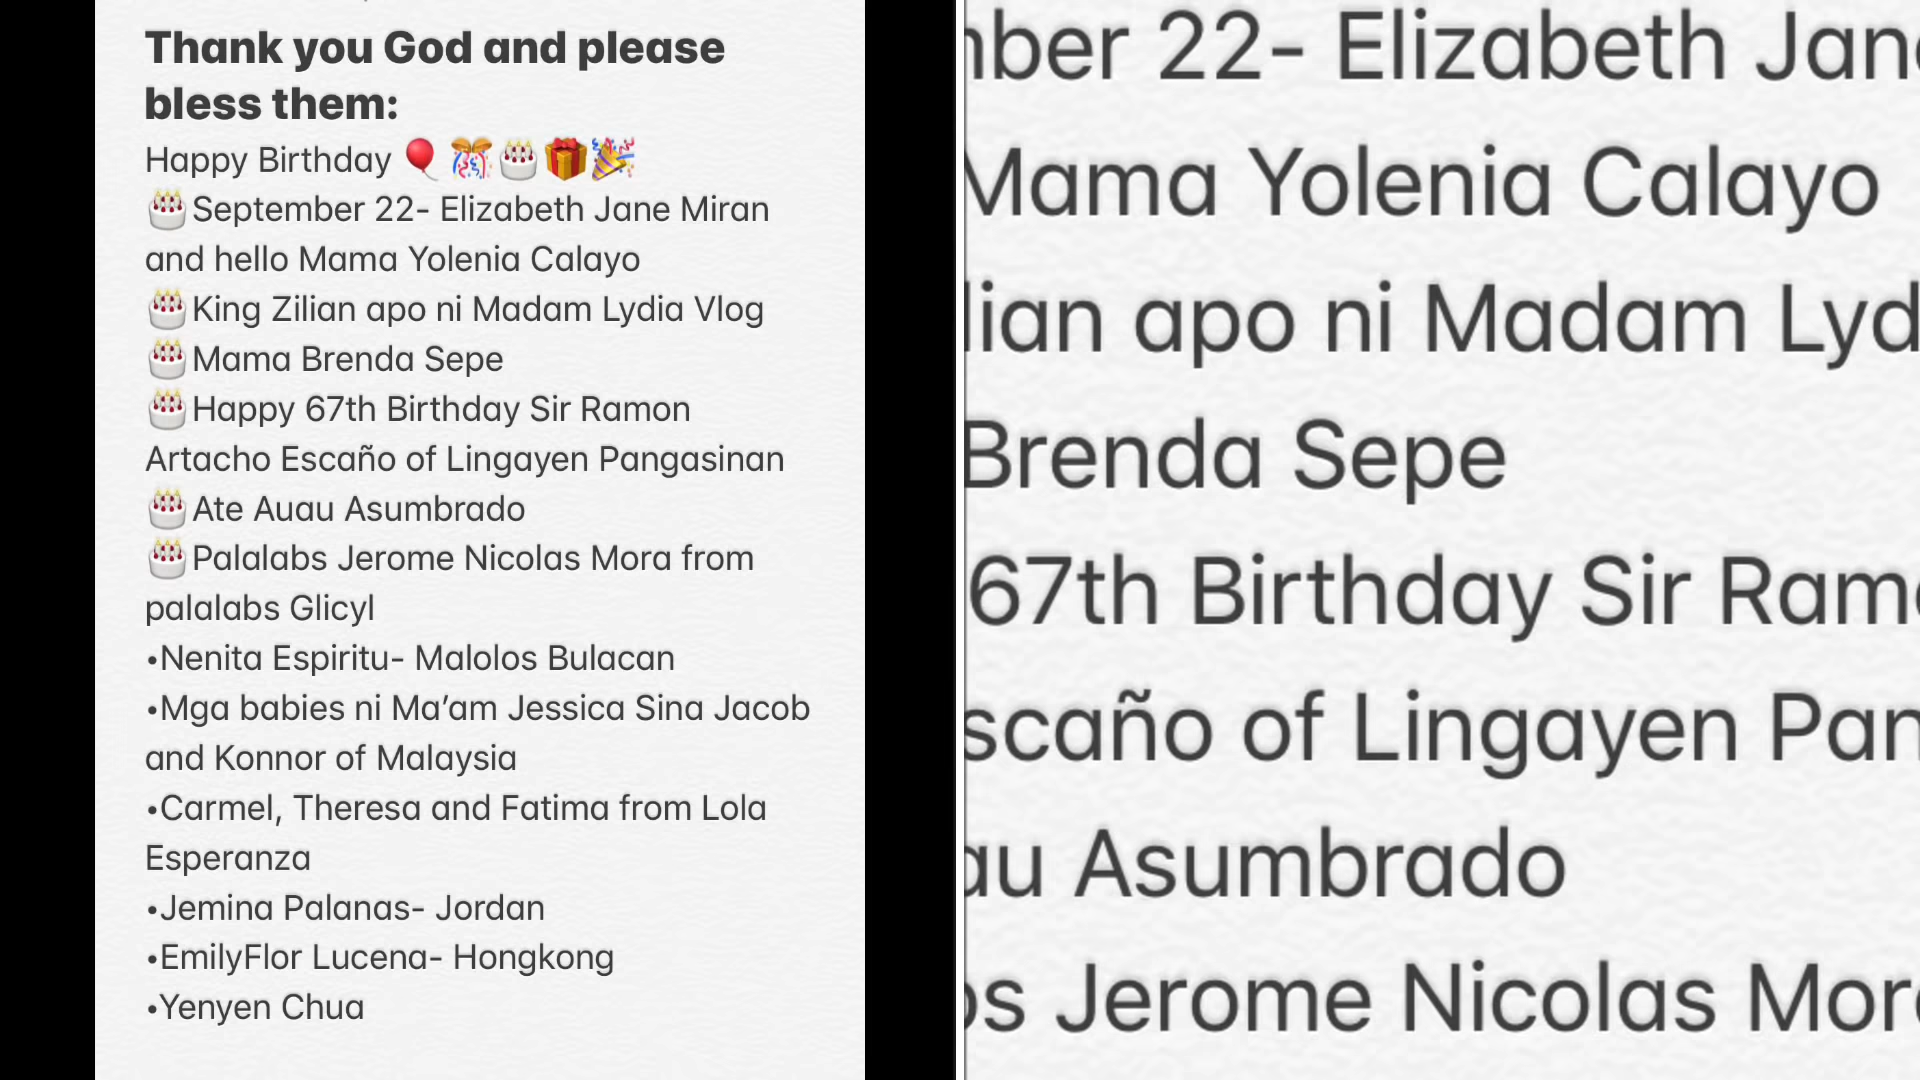 Thank you God and please
bless them:
Happy Birthday 🎈🎊🎂🎁🎉
🎂September 22- Elizabeth Jane Miran
and hello Mama Yolenia Calayo
🎂King Zilian apo ni Madam Lydia Vlog
🎂Mama Brenda Sepe
🎂Happy 67th Birthday Sir Ramon
Artacho Escaño of Lingayen Pangasinan
🎂Ate Auau Asumbrado
🎂Palalabs Jerome Nicolas Mora from
palalabs Glicyl
•Nenita Espiritu- Malolos Bulacan
•Mga babies ni Ma’am Jessica Sina Jacob
and Konnor of Malaysia
•Carmel, Theresa and Fatima from Lola
Esperanza
•Jemina Palanas- Jordan
•EmilyFlor Lucena- Hongkong
•Yenyen Chua
ber 22- Elizabeth Jan
Mama Yolenia Calayo
lian apo ni Madam Lyd
Brenda Sepe
67th Birthday Sir Ram
scaño of Lingayen Pan
au Asumbrado
s Jerome Nicolas Mor